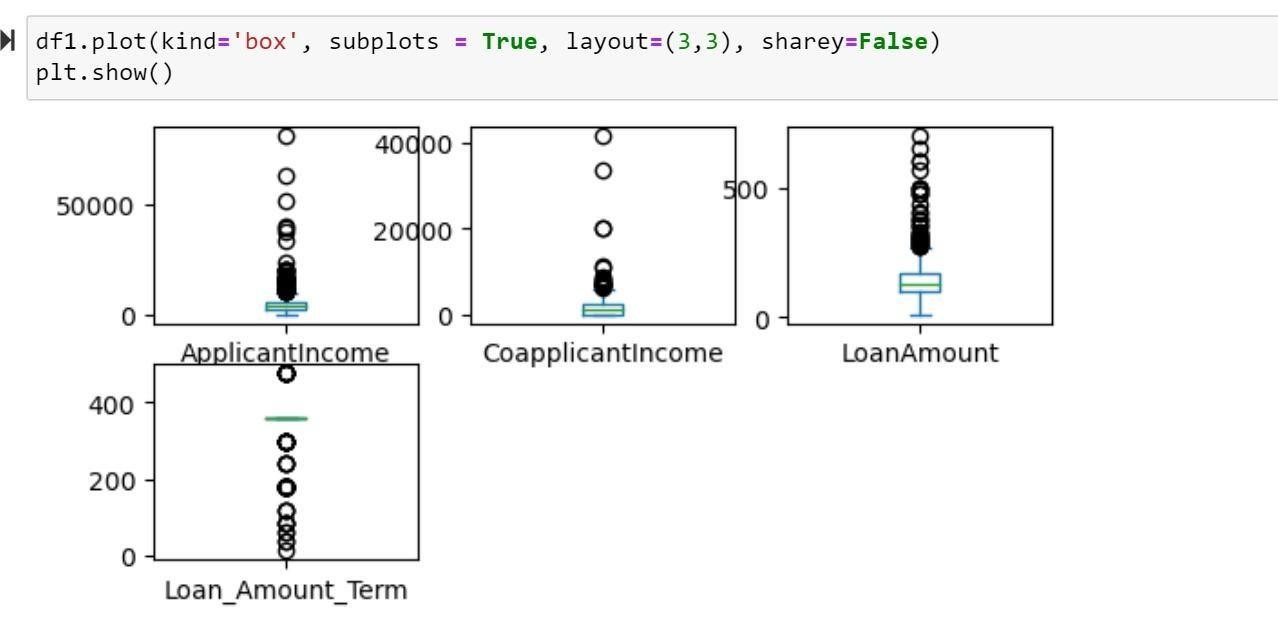 df1.plot(kind='box', subplots = True, layout=(3,3), sharey=False)
plt.show()
50000
0
ApplicantIncome
40000
20000
0
CoapplicantIncome
500
0
LoanAmount
400
200
0
Loan_Amount_Term